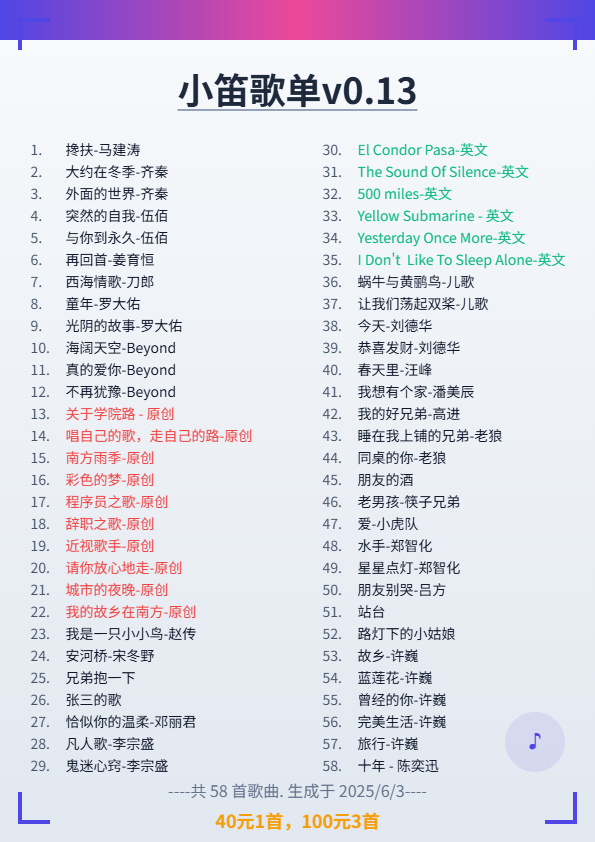 小笛歌单v0.13
1. 搀扶-马建涛
2. 大约在冬季-齐秦
3. 外面的世界-齐秦
4. 突然的自我-伍佰
5. 与你到永久-伍佰
6. 再回首-姜育恒
7. 西海情歌-刀郎
8. 童年-罗大佑
9. 光阴的故事-罗大佑
10. 海阔天空-Beyond
11. 真的爱你-Beyond
12. 不再犹豫-Beyond
13. 关于学院路 - 原创
14. 唱自己的歌，走自己的路-原创
15. 南方雨季-原创
16. 彩色的梦-原创
17. 程序员之歌-原创
18. 辞职之歌-原创
19. 近视歌手-原创
20. 请你放心地走-原创
21. 城市的夜晚-原创
22. 我的故乡在南方-原创
23. 我是一只小小鸟-赵传
24. 安河桥-宋冬野
25. 兄弟抱一下
26. 张三的歌
27. 恰似你的温柔-邓丽君
28. 凡人歌-李宗盛
29. 鬼迷心窍-李宗盛
30. El Condor Pasa-英文
31. The Sound Of Silence-英文
32. 500 miles-英文
33. Yellow Submarine - 英文
34. Yesterday Once More-英文
35. I Don't  Like To Sleep Alone-英文
36. 蜗牛与黄鹂鸟-儿歌
37. 让我们荡起双桨-儿歌
38. 今天-刘德华
39. 恭喜发财-刘德华
40. 春天里-汪峰
41. 我想有个家-潘美辰
42. 我的好兄弟-高进
43. 睡在我上铺的兄弟-老狼
44. 同桌的你-老狼
45. 朋友的酒
46. 老男孩-筷子兄弟
47. 爱-小虎队
48. 水手-郑智化
49. 星星点灯-郑智化
50. 朋友别哭-吕方
51. 站台
52. 路灯下的小姑娘
53. 故乡-许巍
54. 蓝莲花-许巍
55. 曾经的你-许巍
56. 完美生活-许巍
57. 旅行-许巍
58. 十年 - 陈奕迅
----共 58 首歌曲. 生成于 2025/6/3----
40元1首，100元3首